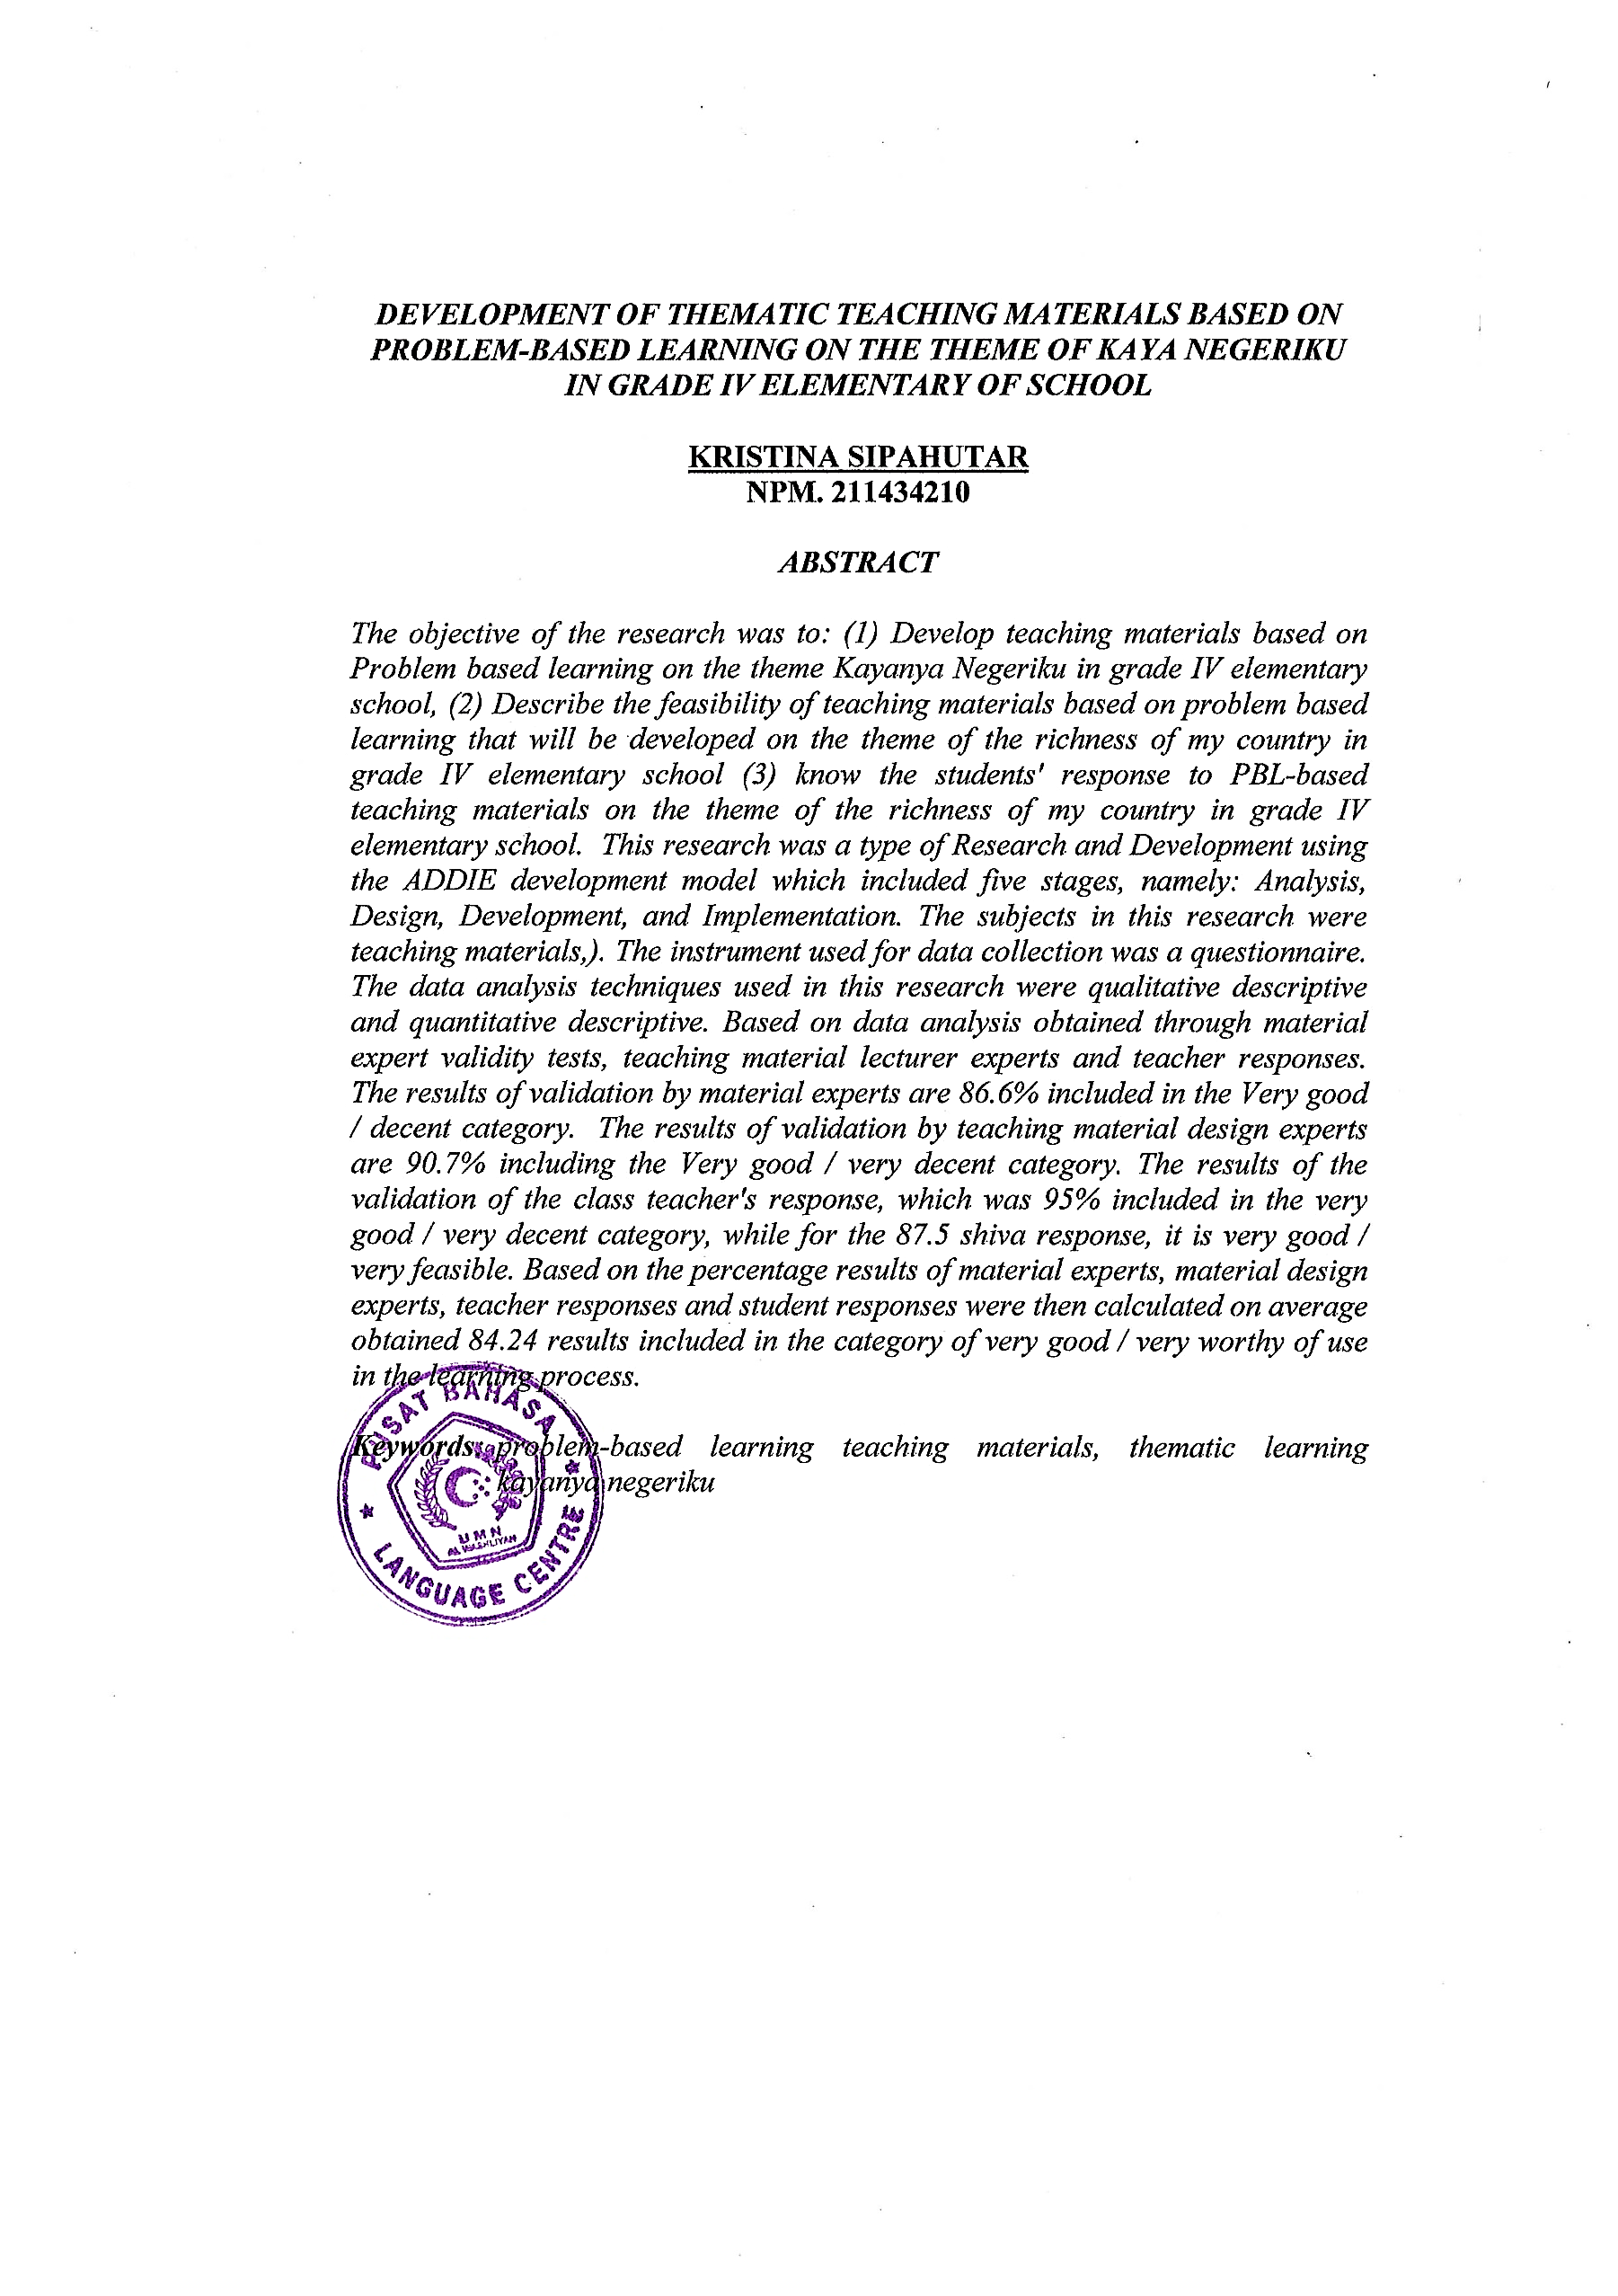 DEVELOPMENT OF THEMATIC TEACHING MATERIALS BASED ON
PROBLEM-BASED LEARNING ON THE THEME OF KAYA NEGERIKU
IN GRADE IV ELEMENTARY OF SCHOOL
KRISTINA SIPAHUTAR
NPM. 211434210
ABSTRACT
The objective of the research was to: (1) Develop teaching materials based on
Problem based learning on the theme Kayanya Negeriku in grade IV elementary
school, (2) Describe the feasibility of teaching materials based on problem based
learning that will be developed on the theme of the richness of my country in
grade IV elementary school (3) know the students' response to PBL-based
teaching materials on the theme of the richness of my country in grade IV
elementary school. This research was a type of Research and Development using
the ADDIE development model which included five stages, namely: Analysis,
Design, Development, and Implementation. The subjects in this research were
teaching materials,). The instrument used for data collection was a questionnaire.
The data analysis techniques used in this research were qualitative descriptive
and quantitative descriptive. Based on data analysis obtained through material
expert validity tests, teaching material lecturer experts and teacher responses.
The results of validation by material experts are 86.6% included in the Very good
/ decent category. The results of validation by teaching material design experts
are 90.7% including the Very good / very decent category. The results of the
validation of the class teacher's response, which was 95% included in the very
good / very decent category, while for the 87.5 shiva response, it is very good /
very feasible. Based on the percentage results of material experts, material design
experts, teacher responses and student responses were then calculated on average
obtained 84.24 results included in the category of very good / very worthy of use
in the learning process.
Keywords: problem-based learning teaching materials, thematic learning
kayanya negeriku
PUSAT BAHASA
UMN
AL WASHLIYAH
LANGUAGE CENTRE